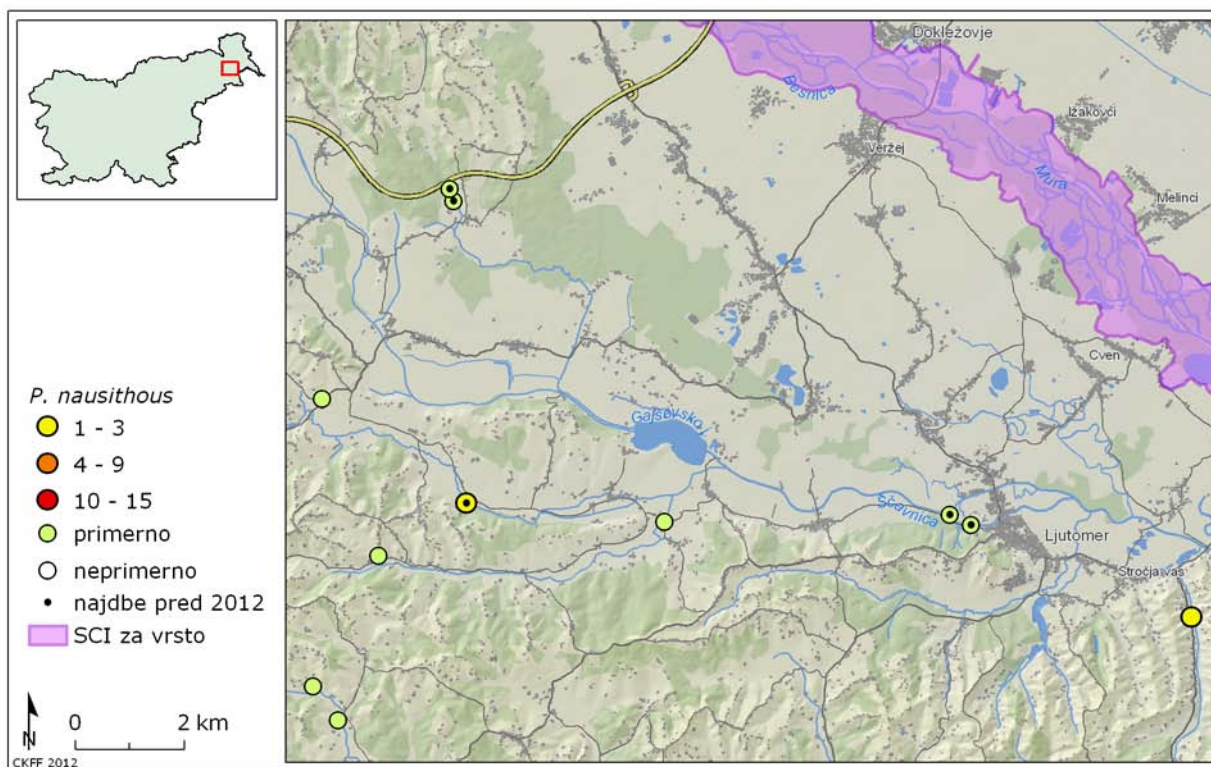 P. nausithous
1 - 3
4 - 9
10 - 15
primerno
neprimerno
najdbe pred 2012
SCI za vrsto
N
0 2 km
CKFF 2012
Dokležovje
Besnica
Ižakovci
Veržej
Mura
Melinci
Cven
Gajševsko j.
Ščavnica
Ljutomer
Stročja vas